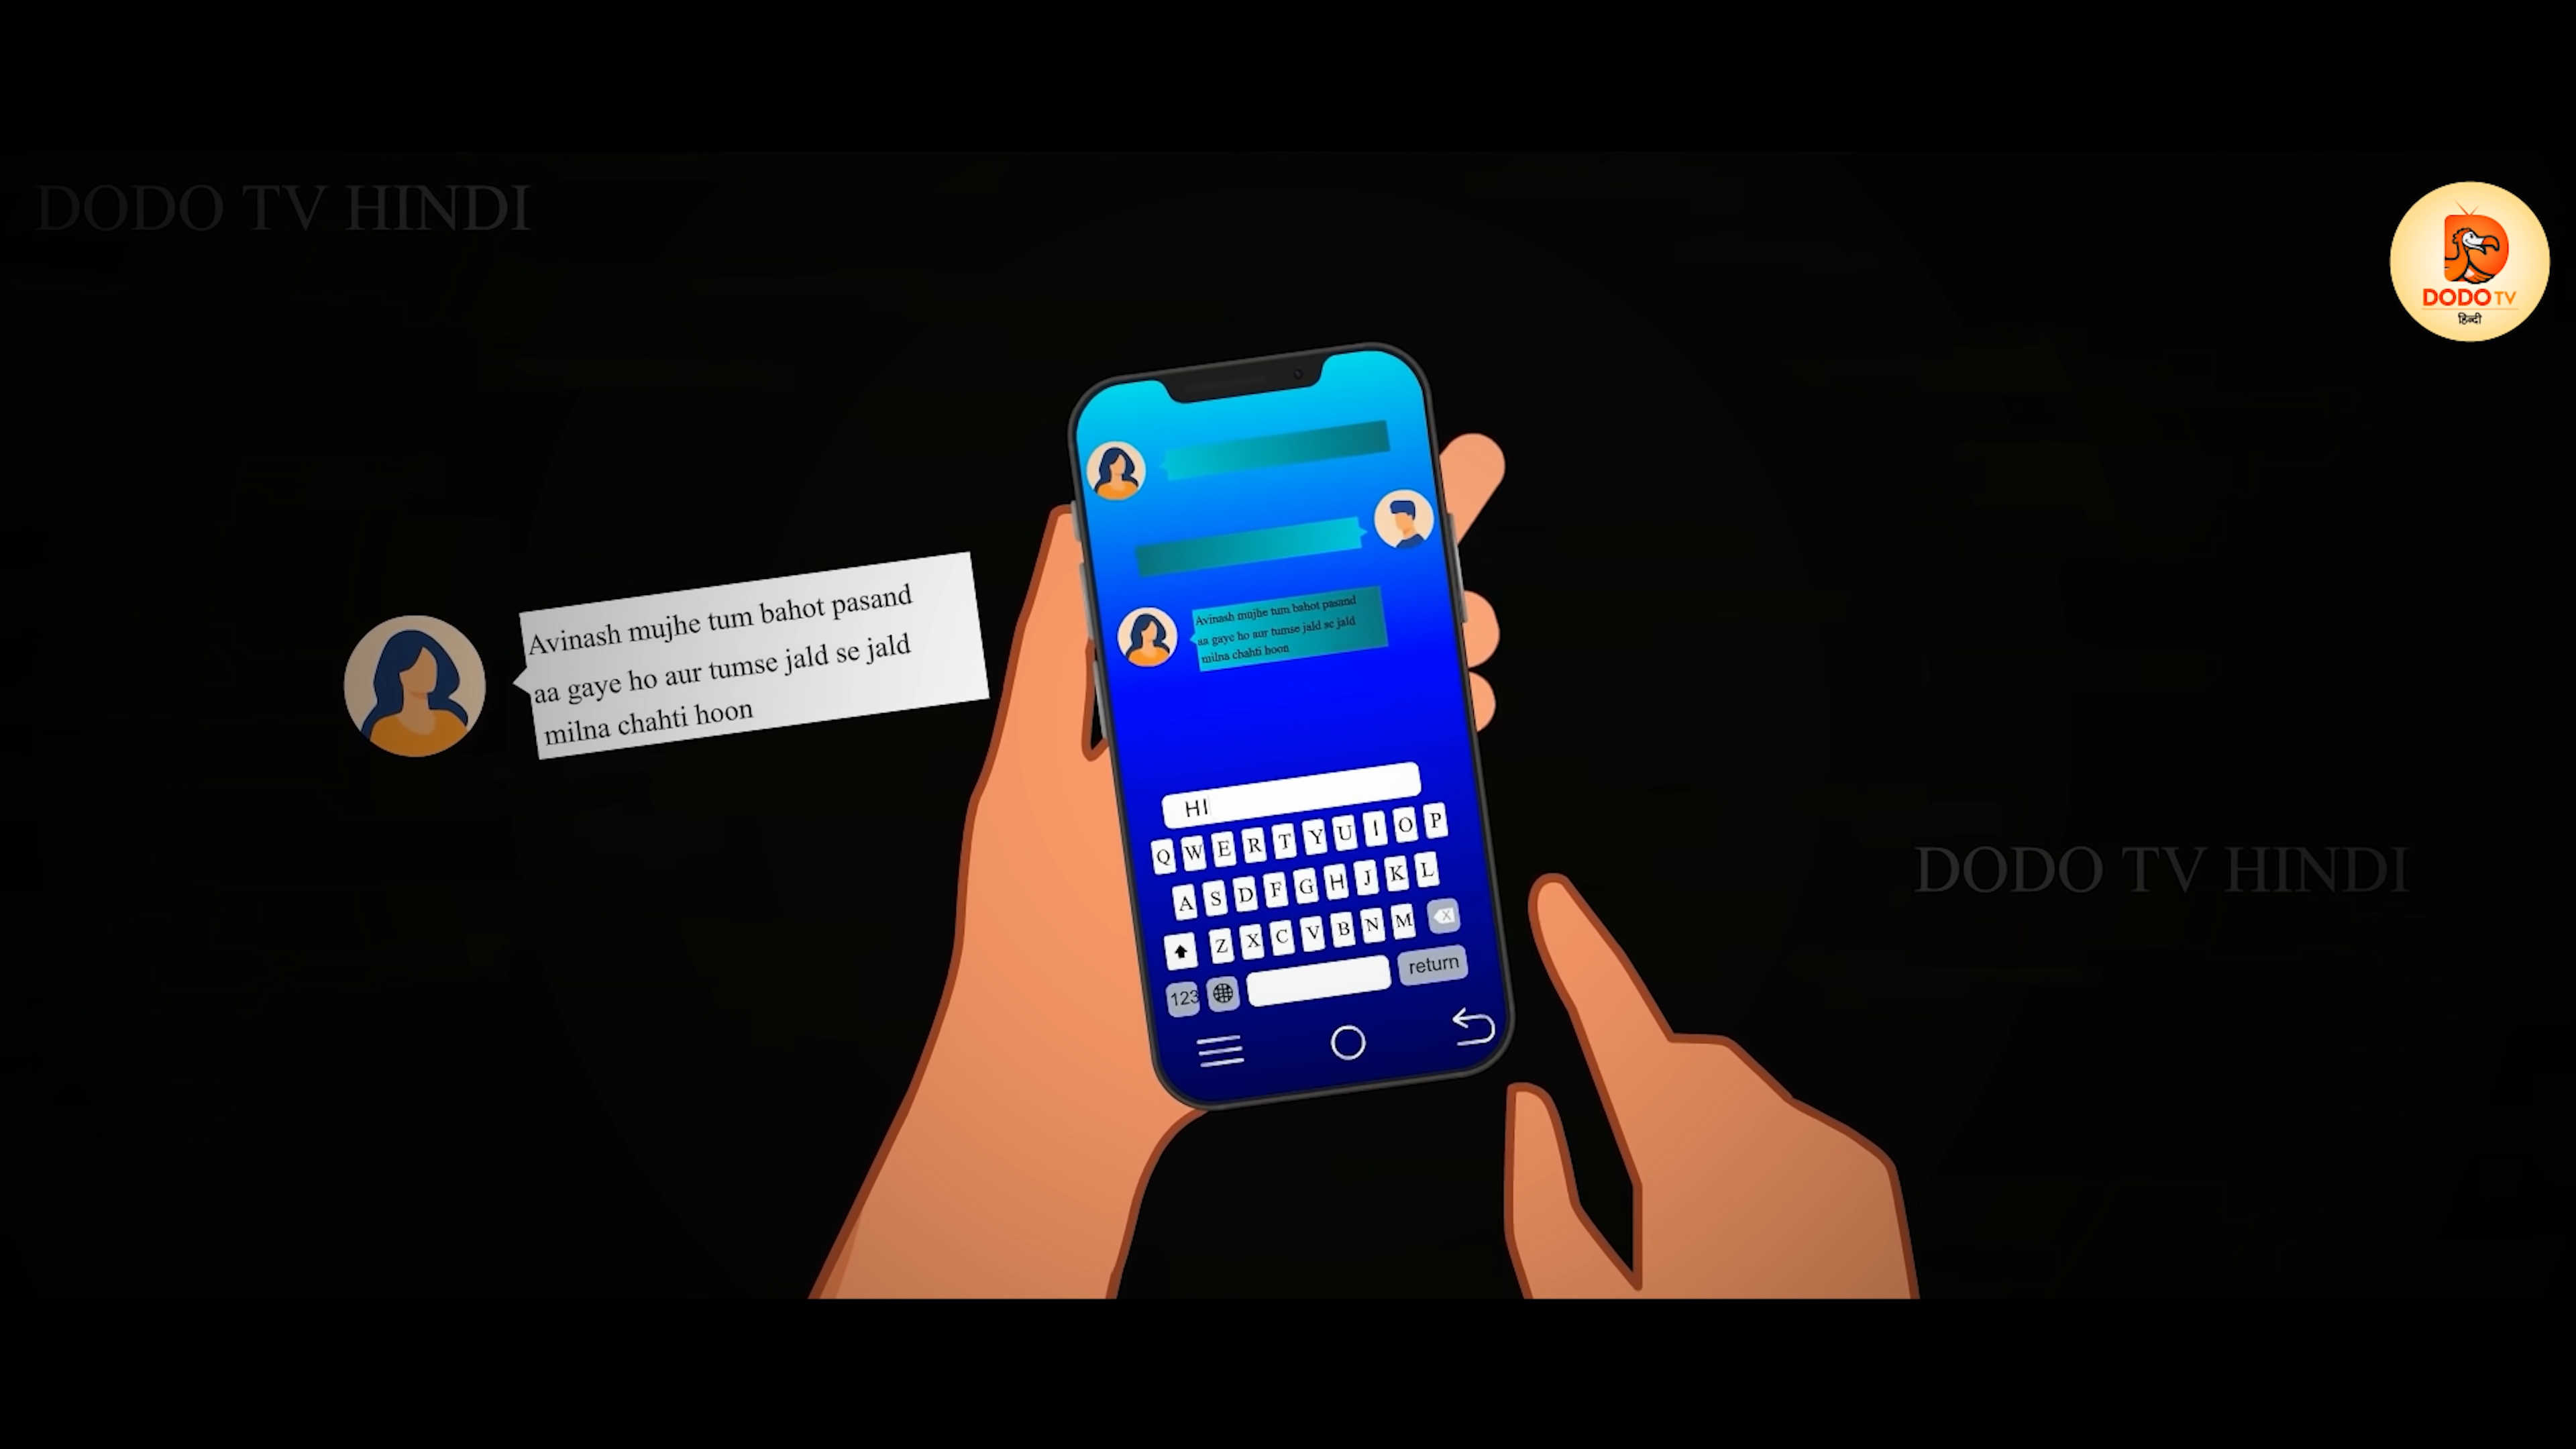 DODO TV HINDI
DODO TV
हिन्दी
Avinash mujhe tum bahot pasand
aa gaye ho aur tumse jald se jald
milna chahti hoon
Avinash mujhe tum bahot pasand
aa gaye ho aur tumse jald se jald
milna chahti hoon
HI
Q W E R T Y U I O P
A S D F G H J K L
Z X C V B N M
123 return
DODO TV HINDI